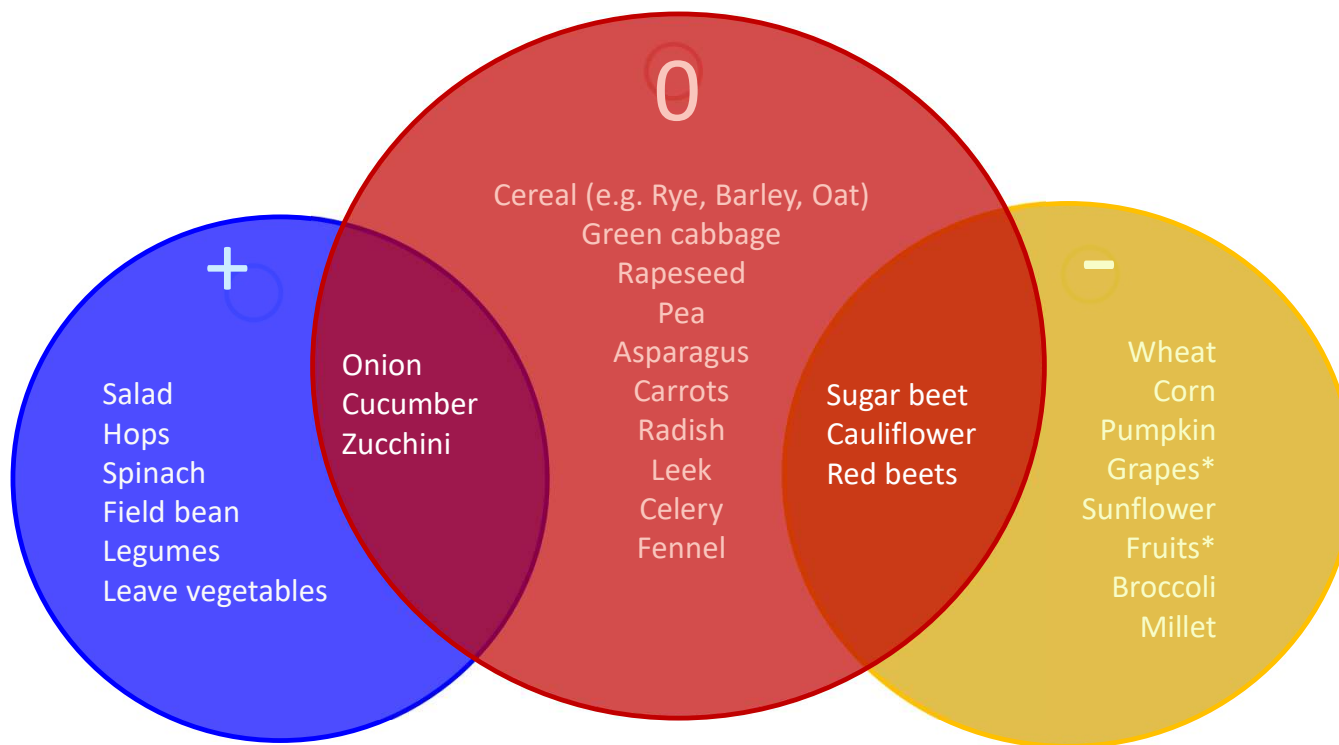 0
Cereal (e.g. Rye, Barley, Oat)
Green cabbage
Rapeseed
Pea
Asparagus
Carrots
Radish
Leek
Celery
Fennel
+
Salad
Hops
Spinach
Field bean
Legumes
Leave vegetables
Onion
Cucumber
Zucchini
Sugar beet
Cauliflower
Red beets
-
Wheat
Corn
Pumpkin
Grapes*
Sunflower
Fruits*
Broccoli
Millet